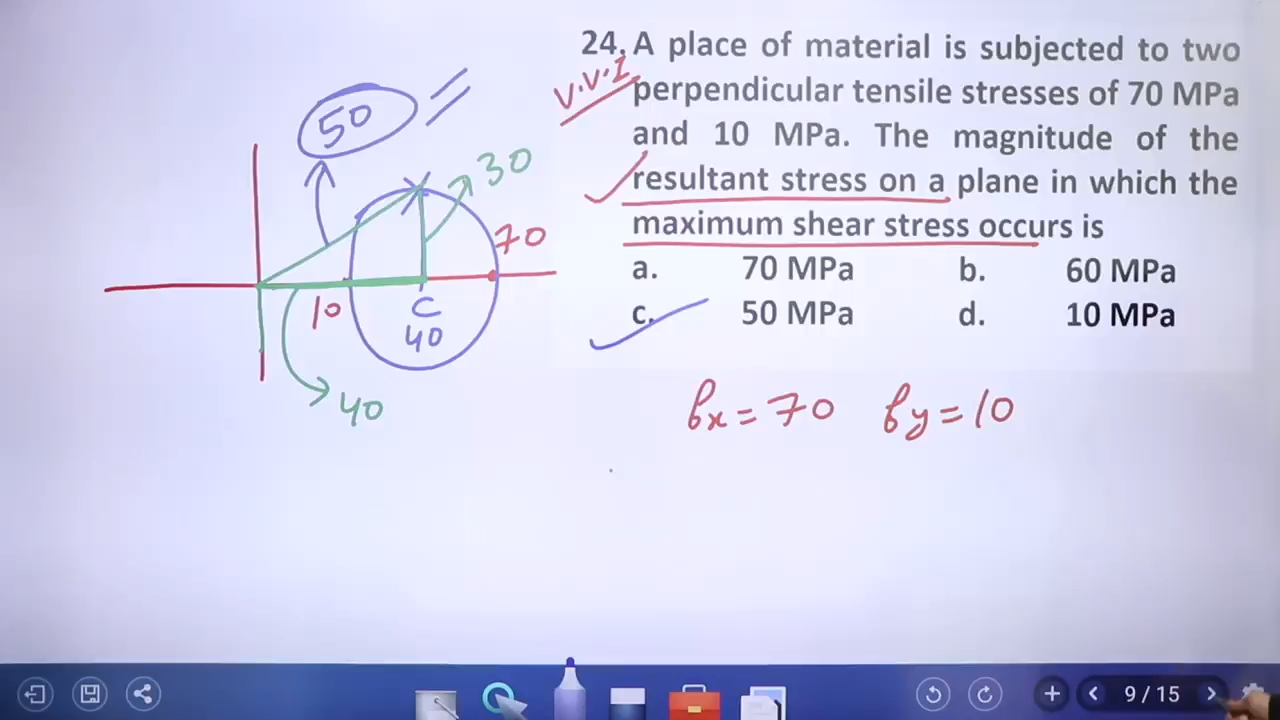 24. A place of material is subjected to two
perpendicular tensile stresses of 70 MPa
and 10 MPa. The magnitude of the
resultant stress on a plane in which the
maximum shear stress occurs is
a. 70 MPa b. 60 MPa
c. 50 MPa d. 10 MPa
V.V.I
50
30
70
10
C
40
40
σx = 70 σy = 10
9 / 15